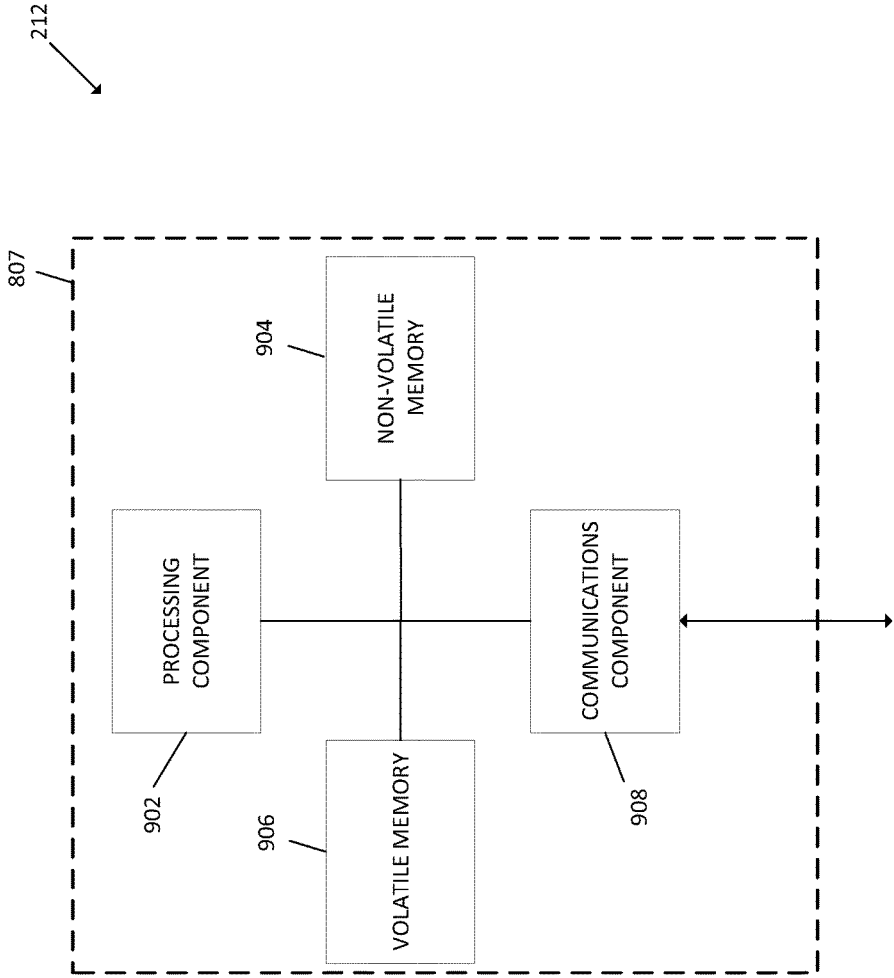 212
807
904
NON-VOLATILE
MEMORY
PROCESSING
COMPONENT
902
COMMUNICATIONS
COMPONENT
908
906
VOLATILE MEMORY